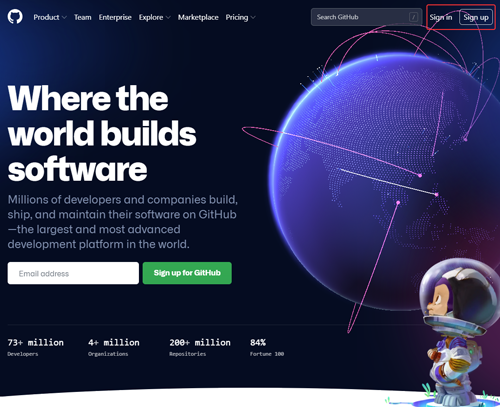 Product Team Enterprise Explore Marketplace Pricing Search GitHub / Sign in Sign up
Where the
world builds
software
Millions of developers and companies build,
ship, and maintain their software on GitHub
—the largest and most advanced
development platform in the world.
Email address Sign up for GitHub
73+ million 4+ million 200+ million 84%
Developers Organizations Repositories Fortune 100